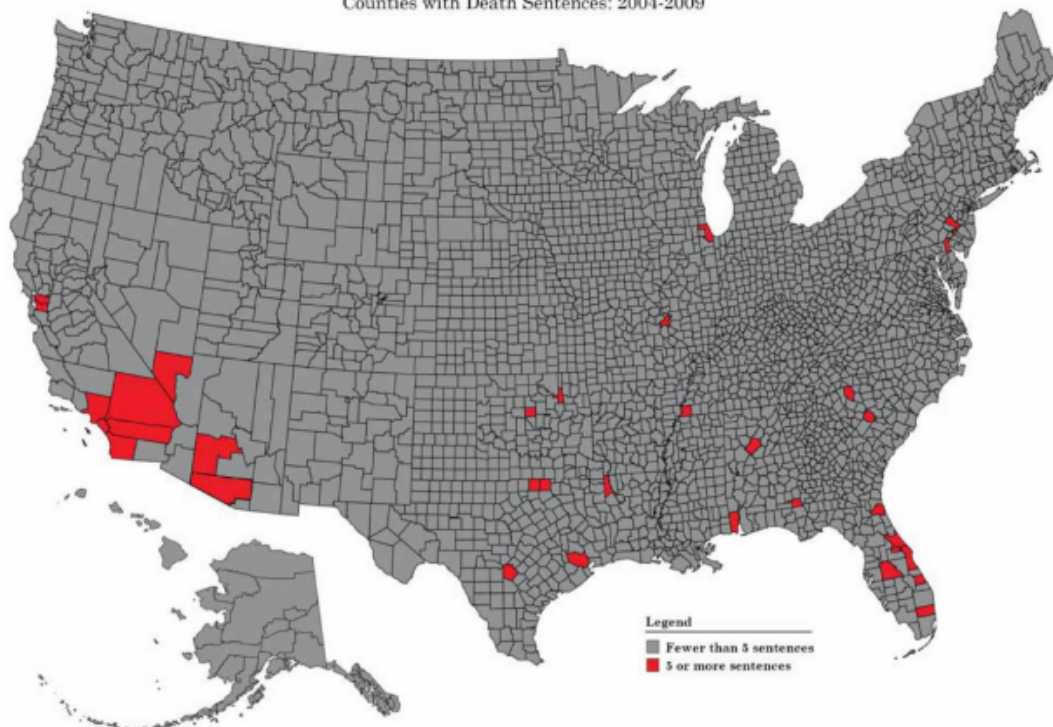 Counties with Death Sentences: 2004-2009
Legend
Fewer than 5 sentences
5 or more sentences